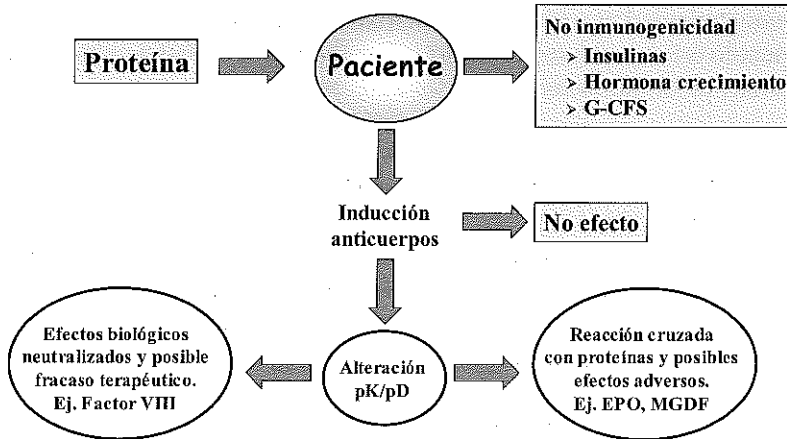 Proteína
Paciente
No inmunogenicidad
➢ Insulinas
➢ Hormona crecimiento
➢ G-CFS
Inducción
anticuerpos
No efecto
Efectos biológicos
neutralizados y posible
fracaso terapéutico.
Ej. Factor VIII
Alteración
pK/pD
Reacción cruzada
con proteínas y posibles
efectos adversos.
Ej. EPO, MGDF